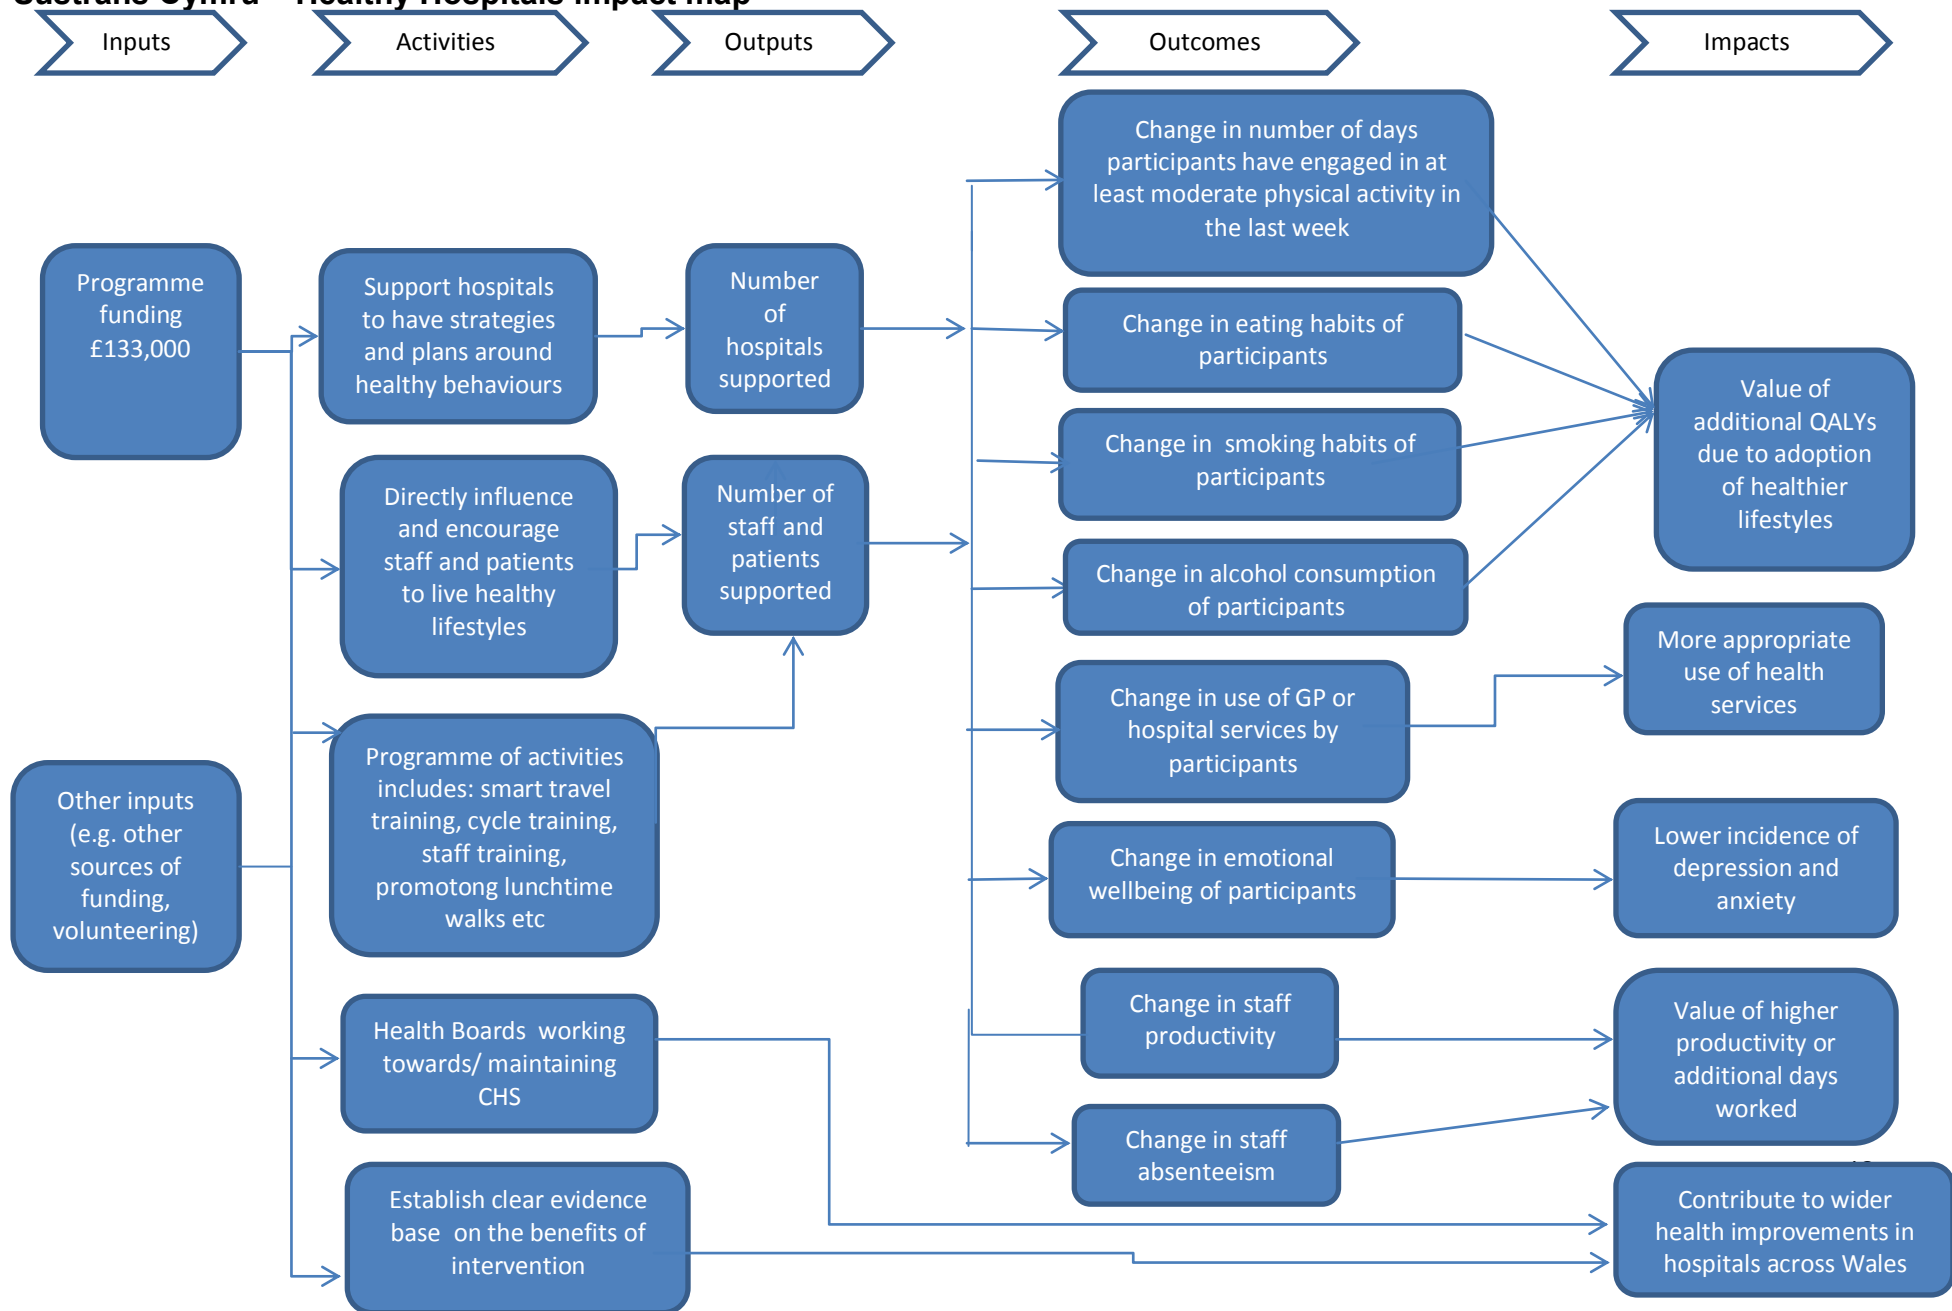 Sustrans Cymru – Healthy Hospitals impact map
Inputs
Activities
Outputs
Outcomes
Impacts
Programme
funding
£133,000
Other inputs
(e.g. other
sources of
funding,
volunteering)
Support hospitals
to have strategies
and plans around
healthy behaviours
Directly influence
and encourage
staff and patients
to live healthy
lifestyles
Programme of activities
includes: smart travel
training, cycle training,
staff training,
promotong lunchtime
walks etc
Health Boards working
towards/ maintaining
CHS
Establish clear evidence
base on the benefits of
intervention
Number
of
hospitals
supported
Number of
staff and
patients
supported
Change in number of days
participants have engaged in at
least moderate physical activity in
the last week
Change in eating habits of
participants
Change in smoking habits of
participants
Change in alcohol consumption
of participants
Change in use of GP or
hospital services by
participants
Change in emotional
wellbeing of participants
Change in staff
productivity
Change in staff
absenteeism
Value of
additional QALYs
due to adoption
of healthier
lifestyles
More appropriate
use of health
services
Lower incidence of
depression and
anxiety
Value of higher
productivity or
additional days
worked
Contribute to wider
health improvements in
hospitals across Wales